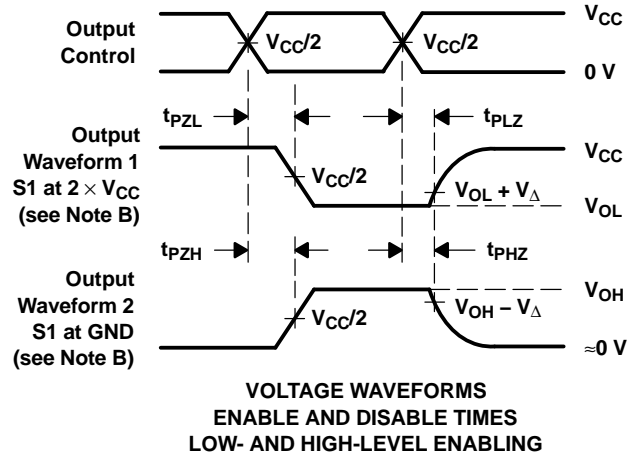 Output
Control
VCC/2
VCC/2
VCC
0 V
tPZL
tPLZ
Output
Waveform 1
S1 at 2 × VCC
(see Note B)
VCC/2
VCC
VOL + VΔ
VOL
tPZH
tPHZ
Output
Waveform 2
S1 at GND
(see Note B)
VCC/2
VOH
VOH – VΔ
≈0 V
VOLTAGE WAVEFORMS
ENABLE AND DISABLE TIMES
LOW- AND HIGH-LEVEL ENABLING